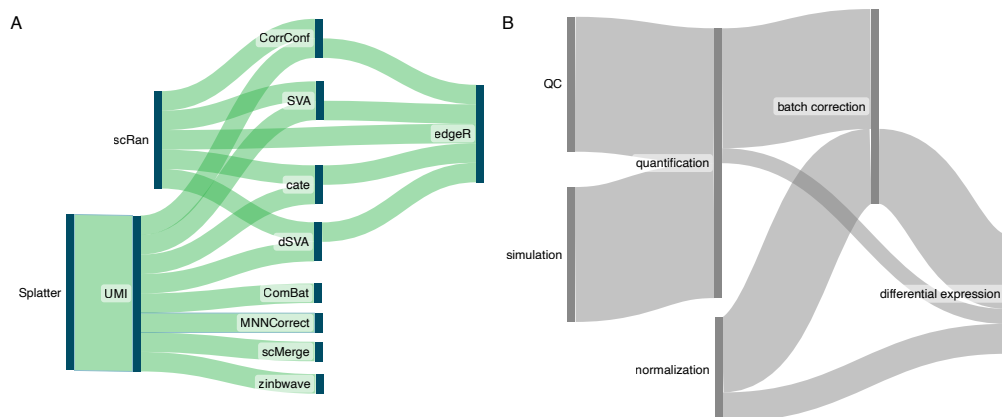 A
CorrConf
SVA
scRan
edgeR
cate
dSVA
Splatter
UMI
ComBat
MNNCorrect
scMerge
zinbwave
B
QC
batch correction
quantification
simulation
differential expression
normalization